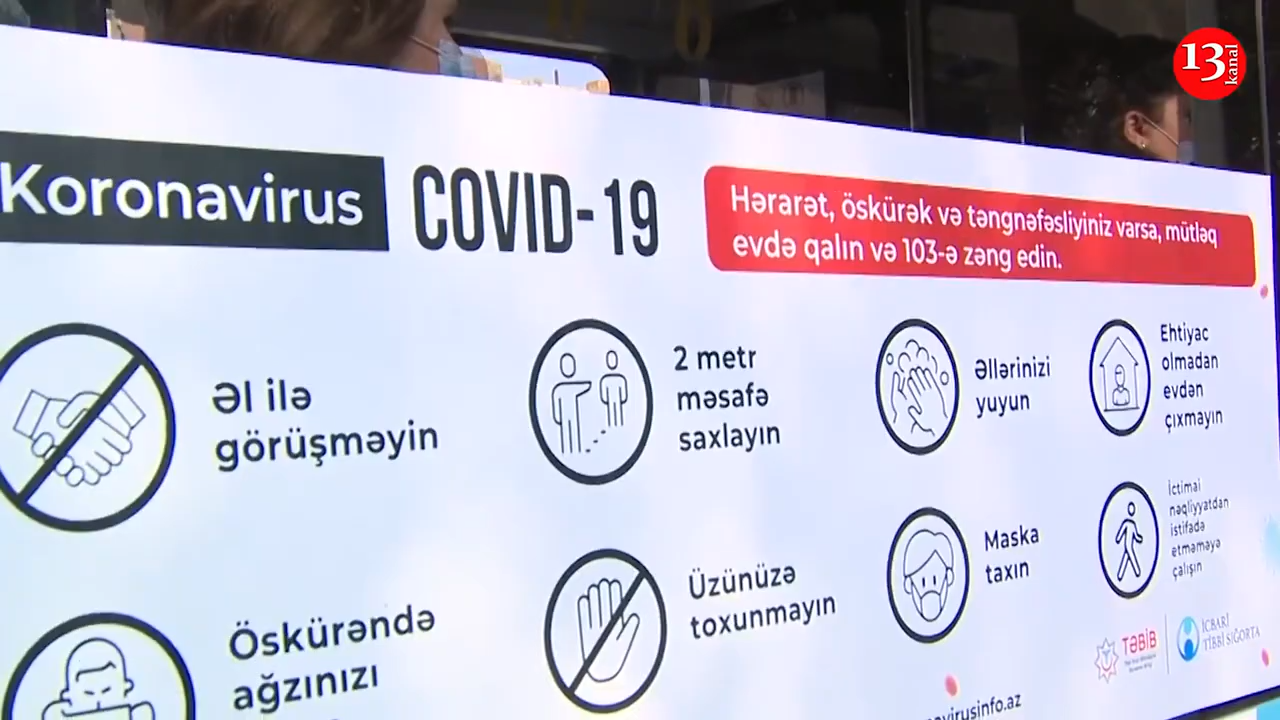 13
kanal
Koronavirus
COVID-19
Hərarət, öskürək və təngnəfəsliyiniz varsa, mütləq
evdə qalın və 103-ə zəng edin.
Əl ilə
görüşməyin
2 metr
məsafə
saxlayın
Əllərinizi
yuyun
Ehtiyac
olmadan
evdən
çıxmayın
Öskürəndə
ağzınızı
Üzünüzə
toxunmayın
Maska
taxın
İctimai
nəqliyyatdan
istifadə
etməməyə
çalışın
TƏBİB
İCBARİ
TİBBİ SIĞORTA
avirusinfo.az